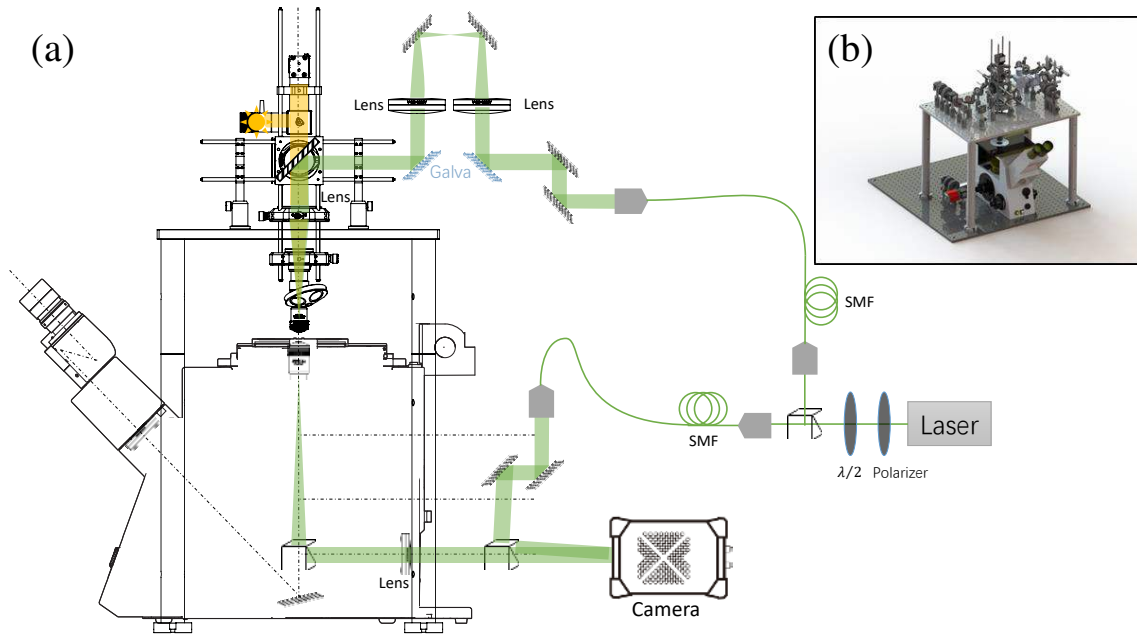 (a)
(b)
Lens
Lens
Galva
Lens
SMF
SMF
Laser
λ/2
Polarizer
Lens
Camera